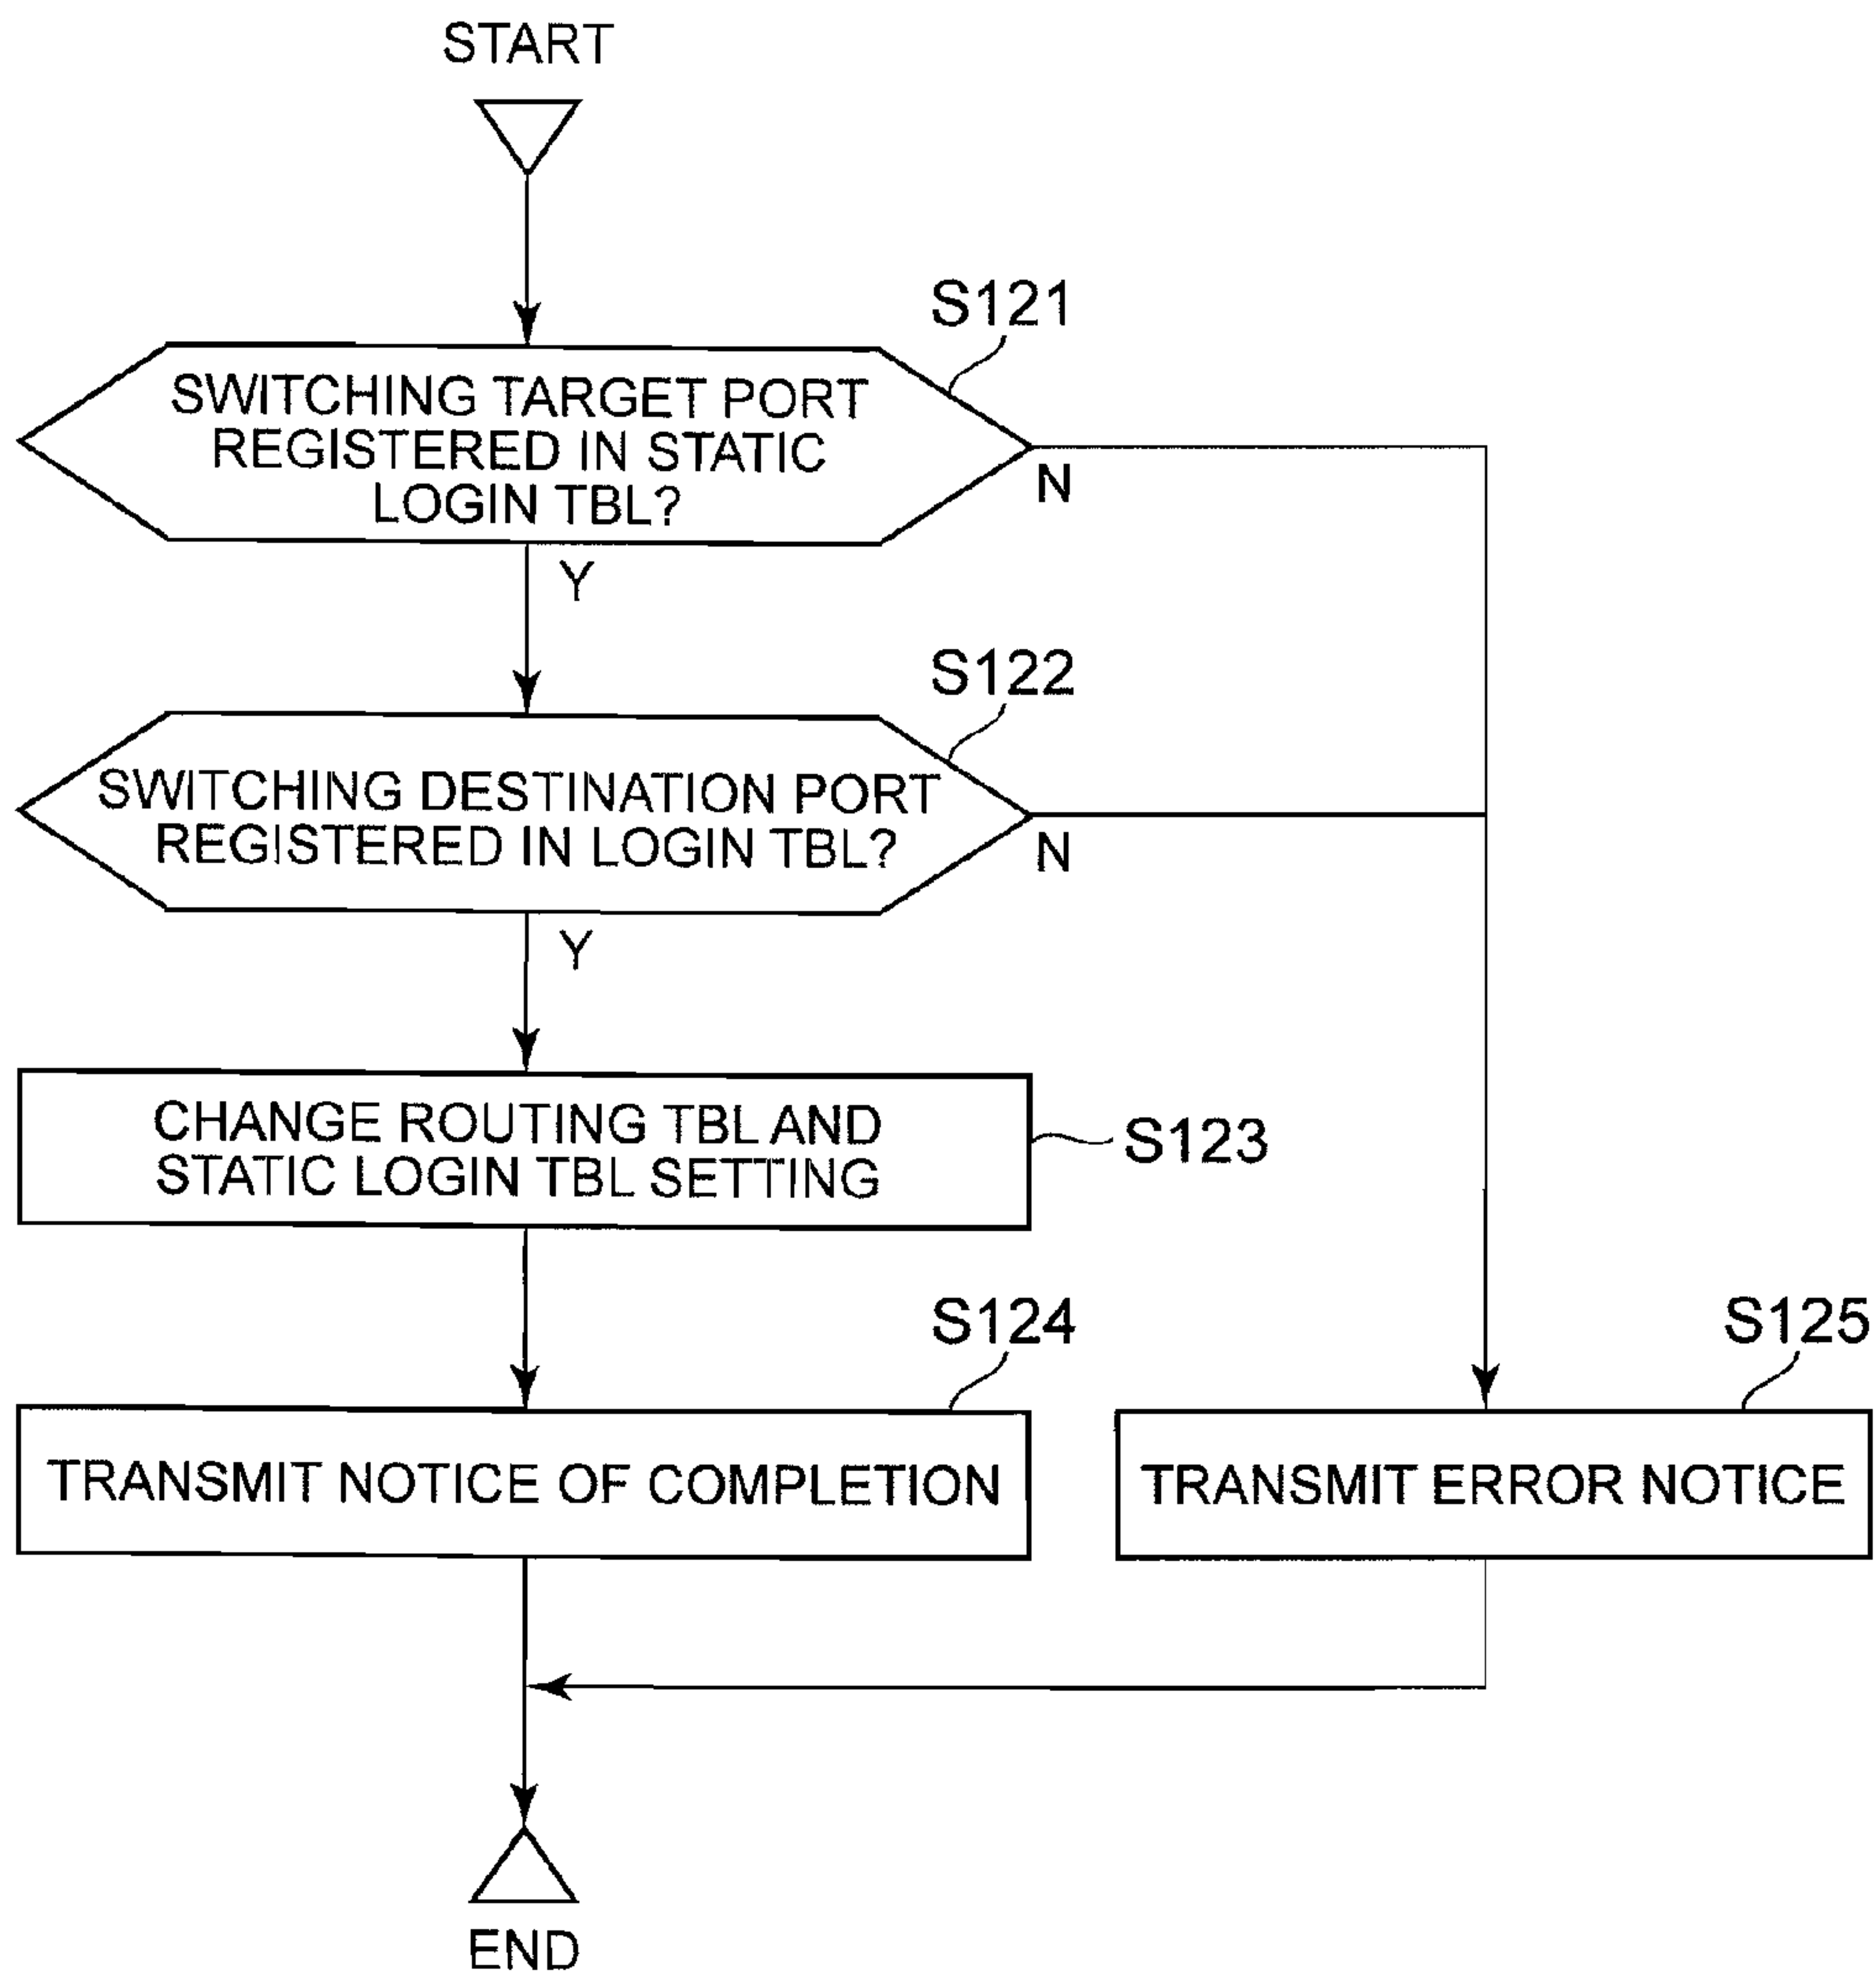 START
S121
SWITCHING TARGET PORT
REGISTERED IN STATIC
LOGIN TBL?
N
Y
S122
SWITCHING DESTINATION PORT
REGISTERED IN LOGIN TBL?
N
Y
CHANGE ROUTING TBL AND
STATIC LOGIN TBL SETTING
S123
S124
S125
TRANSMIT NOTICE OF COMPLETION
TRANSMIT ERROR NOTICE
END